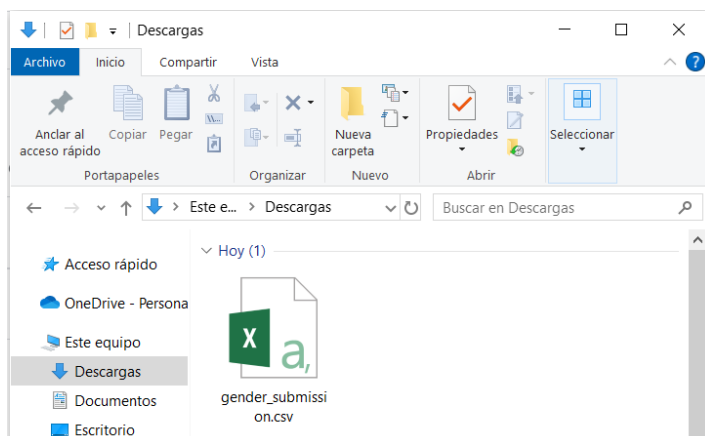 Descargas
Archivo Inicio Compartir Vista
Anclar al acceso rápido
Copiar
Pegar
Nueva carpeta
Propiedades
Seleccionar
Portapapeles Organizar Nuevo Abrir
Este e... Descargas
Buscar en Descargas
Acceso rápido
OneDrive - Persona
Este equipo
Descargas
Documentos
Escritorio
Hoy (1)
gender_submissi
on.csv